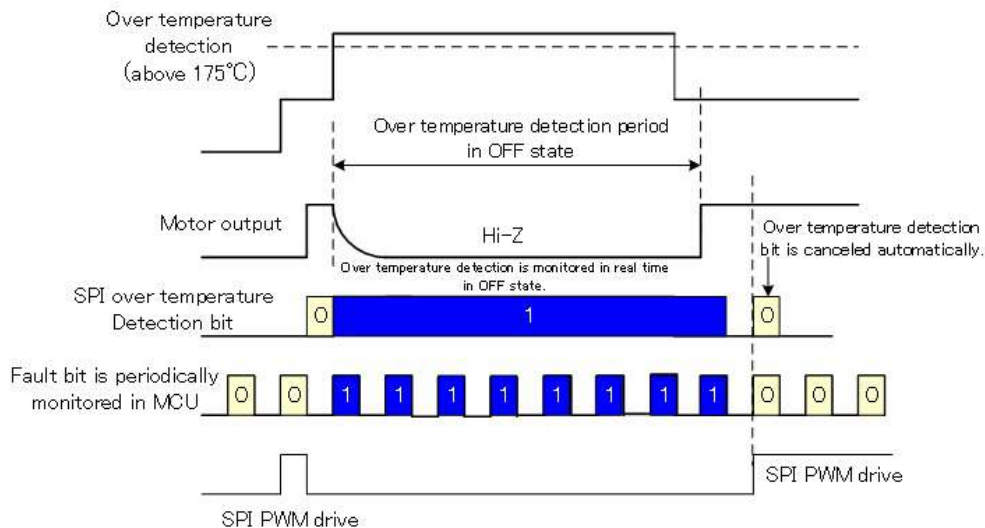 Over temperature
detection
(above 175℃)
Over temperature detection period
in OFF state
Motor output
Hi-Z
Over temperature detection
bit is canceled automatically.
Over temperature detection is monitored in real time
in OFF state.
SPI over temperature
Detection bit
0 1 0
Fault bit is periodically
monitored in MCU
0 0 1 1 1 1 1 1 1 1 0 0 0
SPI PWM drive
SPI PWM drive